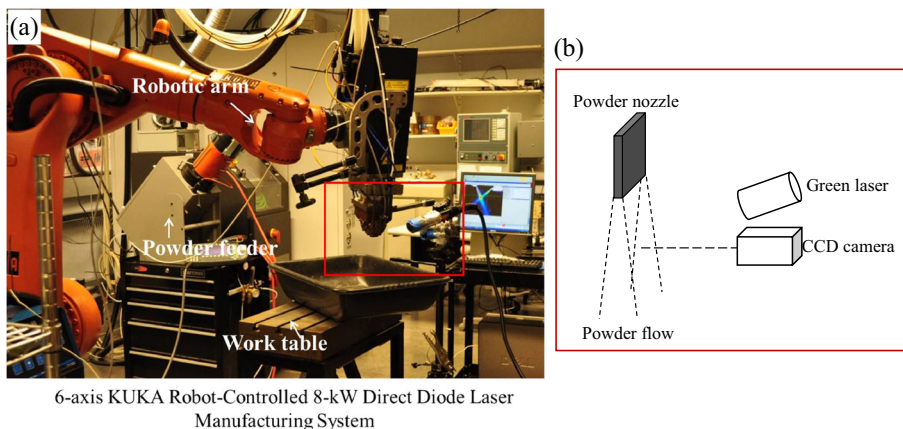 (a)
Robotic arm
Powder feeder
Work table
6-axis KUKA Robot-Controlled 8-kW Direct Diode Laser
Manufacturing System
(b)
Powder nozzle
Green laser
CCD camera
Powder flow